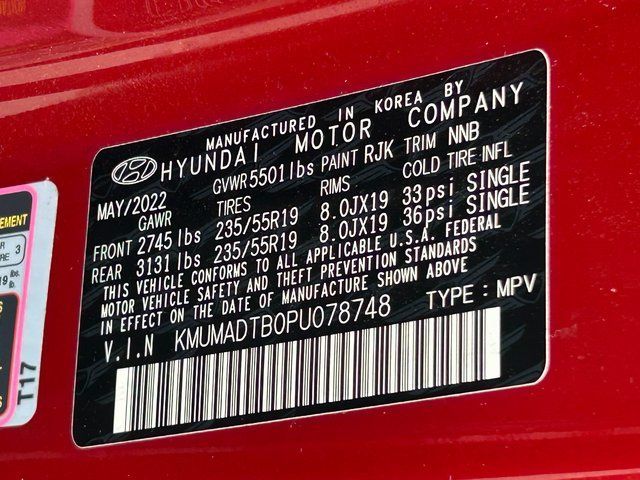 MANUFACTURED IN KOREA BY
HYUNDAI MOTOR COMPANY
MAY/2022 GVWR 5501 lbs PAINT RJK TRIM NNB
GAWR TIRES RIMS COLD TIRE INFL
FRONT 2745 lbs 235/55R19 8.0JX19 33psi SINGLE
REAR 3131 lbs 235/55R19 8.0JX19 36psi SINGLE
THIS VEHICLE CONFORMS TO ALL APPLICABLE U.S.A. FEDERAL
MOTOR VEHICLE SAFETY AND THEFT PREVENTION STANDARDS
IN EFFECT ON THE DATE OF MANUFACTURE SHOWN ABOVE
V.I.N KMUMADTB0PU078748 TYPE : MPV
T17